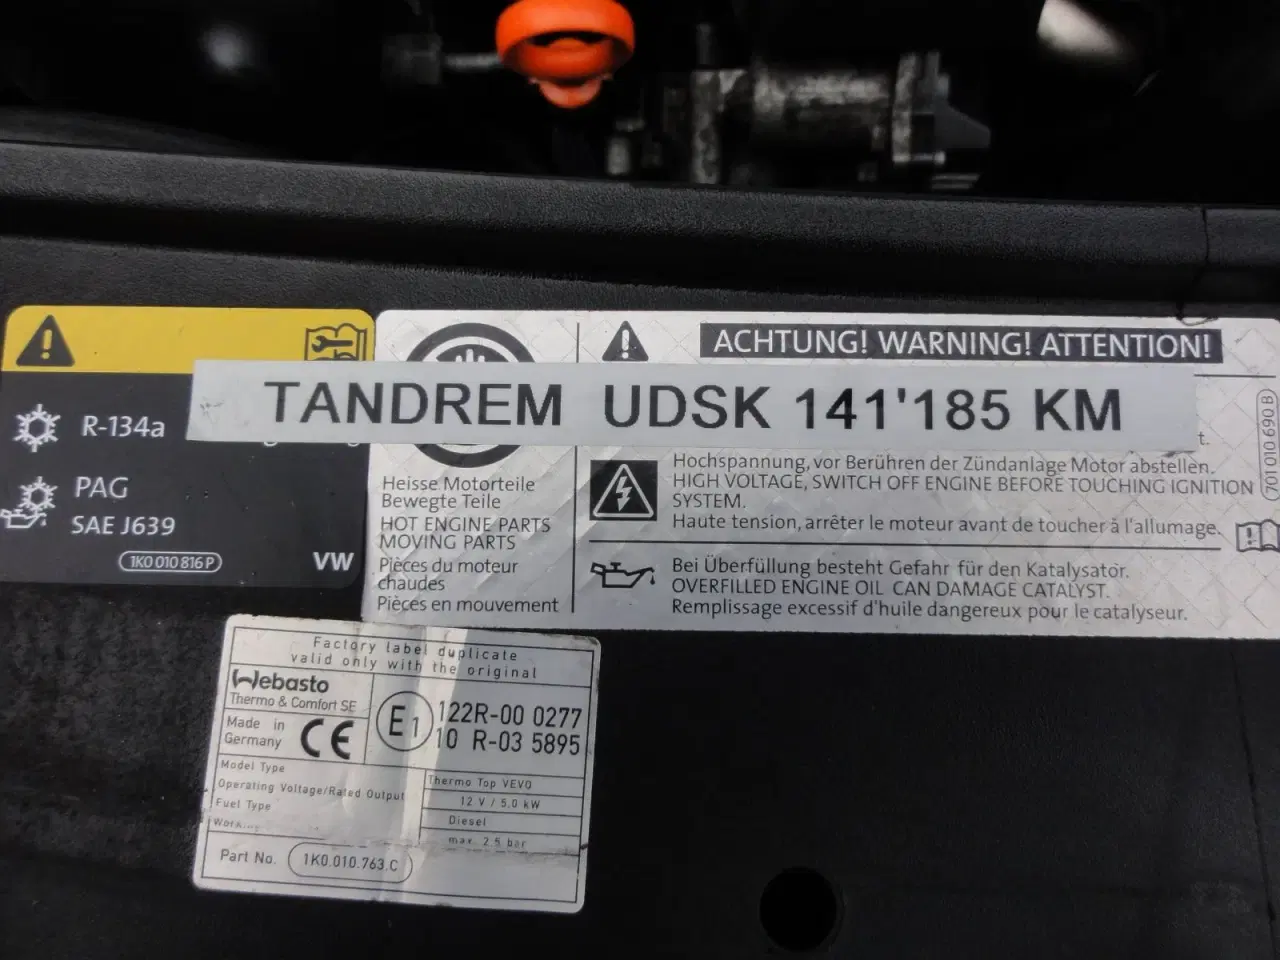 R-134a
PAG
SAE J639
1K0 010 816 P
VW
ACHTUNG! WARNING! ATTENTION!
TANDREM UDSK 141'185 KM
Heisse Motorteile
Bewegte Teile
HOT ENGINE PARTS
MOVING PARTS
Pièces du moteur
chaudes
Pièces en mouvement
Hochspannung, vor Berühren der Zündanlage Motor abstellen.
HIGH VOLTAGE, SWITCH OFF ENGINE BEFORE TOUCHING IGNITION
SYSTEM.
Haute tension, arrêter le moteur avant de toucher à l'allumage.
Bei Überfüllung besteht Gefahr für den Katalysator.
OVERFILLED ENGINE OIL CAN DAMAGE CATALYST.
Remplissage excessif d'huile dangereux pour le catalyseur.
7D1 010 690 B
Factory label duplicate
valid only with the original
Webasto
Thermo & Comfort SE
Made in
Germany
CE
E1
122R-00 0277
10 R-03 5895
Model Type
Thermo Top VEVO
Operating Voltage/Rated Output
12 V / 5,0 kW
Fuel Type
Diesel
max. 2.5 bar
Part No.
1K0.010.763.C